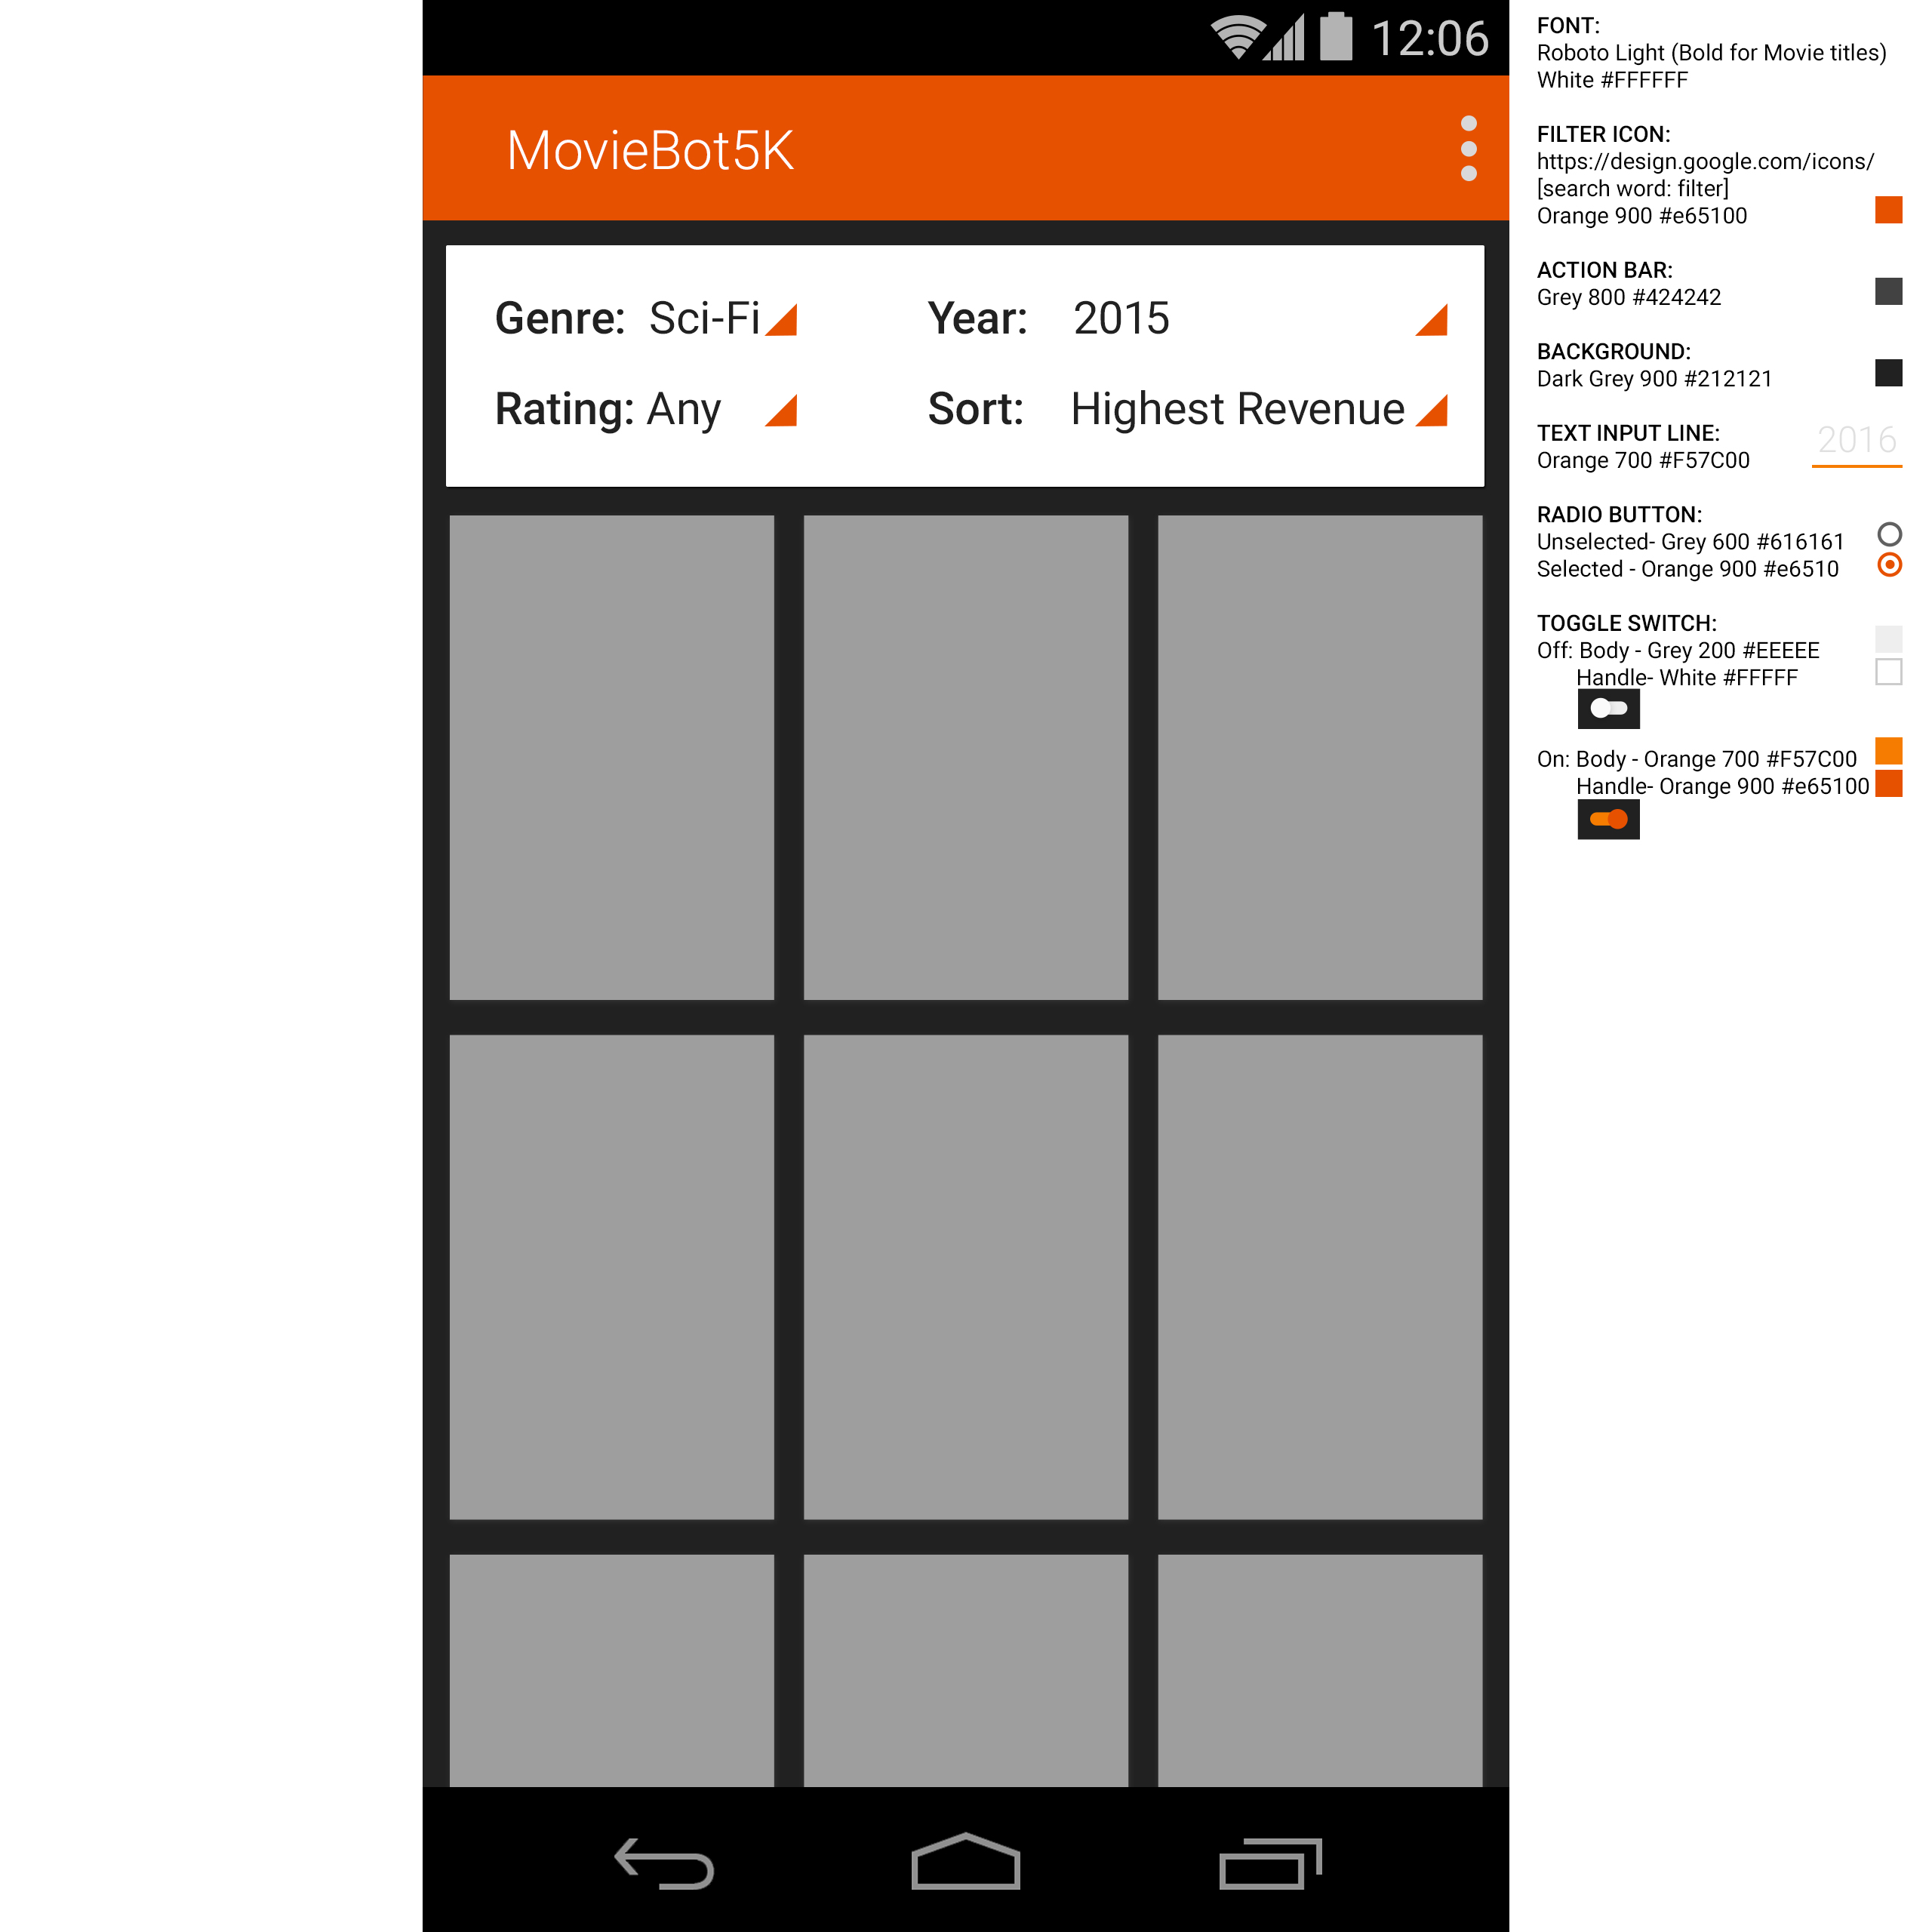 12:06
MovieBot5K
Genre: Sci-Fi Year: 2015
Rating: Any Sort: Highest Revenue
FONT:
Roboto Light (Bold for Movie titles)
White #FFFFFF
FILTER ICON:
https://design.google.com/icons/
[search word: filter]
Orange 900 #e65100
ACTION BAR:
Grey 800 #424242
BACKGROUND:
Dark Grey 900 #212121
TEXT INPUT LINE:
2016
Orange 700 #F57C00
RADIO BUTTON:
Unselected- Grey 600 #616161
Selected - Orange 900 #e6510
TOGGLE SWITCH:
Off: Body - Grey 200 #EEEEE
Handle- White #FFFFF
On: Body - Orange 700 #F57C00
Handle- Orange 900 #e65100